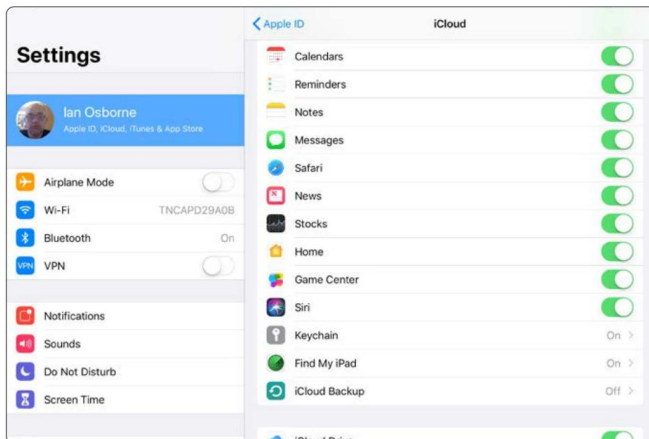 Settings
Ian Osborne
Apple ID, iCloud, iTunes & App Store
Airplane Mode
Wi-Fi TNCAPD29A0B
Bluetooth On
VPN VPN
Notifications
Sounds
Do Not Disturb
Screen Time
Apple ID iCloud
Calendars
Reminders
Notes
Messages
Safari
News
Stocks
Home
Game Center
Siri
Keychain On
Find My iPad On
iCloud Backup Off
iCloud Drive